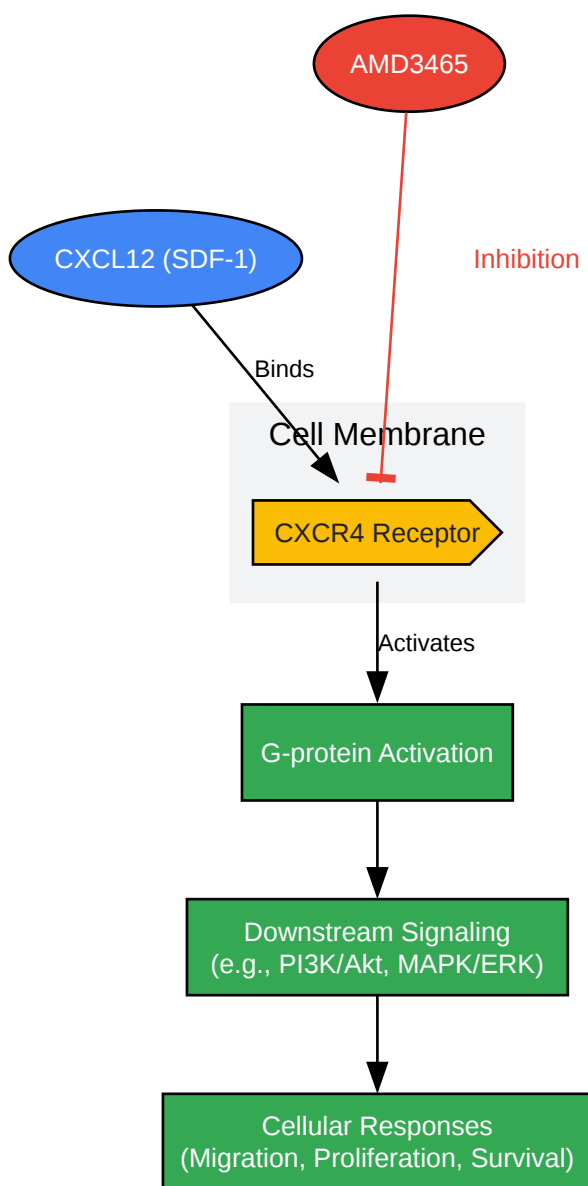 AMD3465
CXCL12 (SDF-1)
Inhibition
Binds
Cell Membrane
CXCR4 Receptor
Activates
G-protein Activation
Downstream Signaling
(e.g., PI3K/Akt, MAPK/ERK)
Cellular Responses
(Migration, Proliferation, Survival)